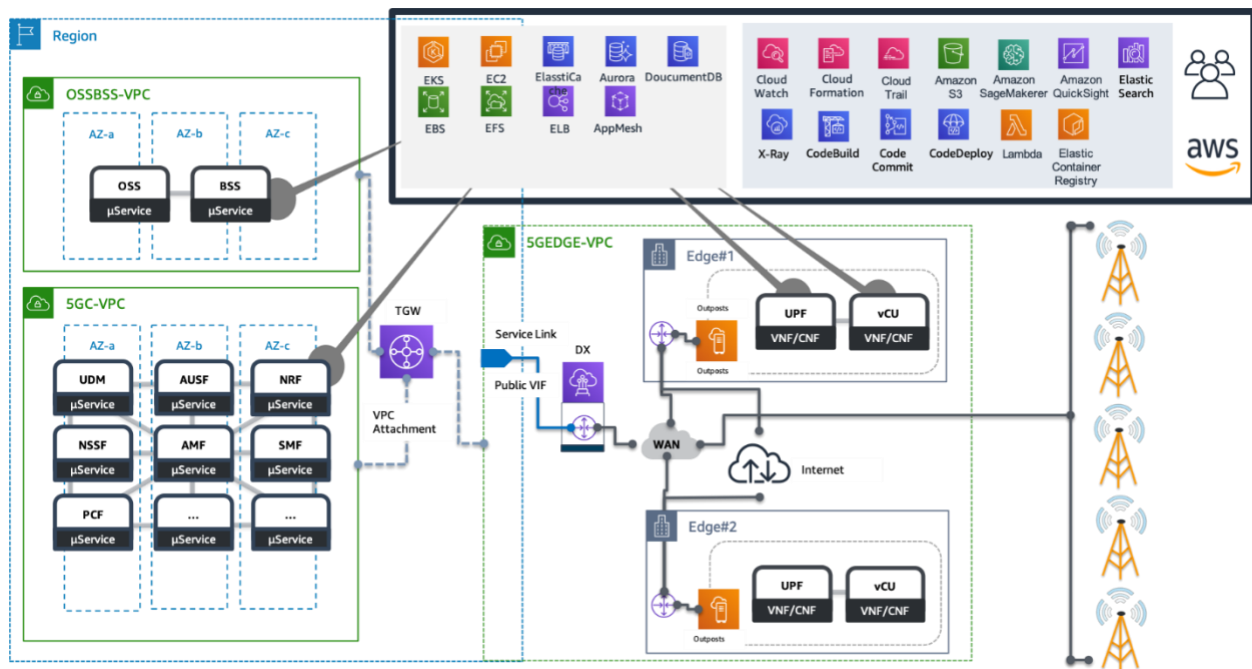 Region
OSSBSS-VPC
AZ-a
AZ-b
AZ-c
OSS
µService
BSS
µService
5GC-VPC
AZ-a
AZ-b
AZ-c
UDM
µService
AUSF
µService
NRF
µService
NSSF
µService
AMF
µService
SMF
µService
PCF
µService
...
µService
...
µService
TGW
VPC
Attachment
EKS
EC2
ElasstiCa
che
Aurora
DoucumentDB
EBS
EFS
ELB
AppMesh
Cloud
Watch
Cloud
Formation
Cloud
Trail
Amazon
S3
Amazon
SageMakerer
Amazon
QuickSight
Elastic
Search
X-Ray
CodeBuild
Code
Commit
CodeDeploy
Lambda
Elastic
Container
Registry
aws
5GEDGE-VPC
Service Link
Public VIF
DX
WAN
Internet
Edge#1
Outposts
Outposts
UPF
VNF/CNF
vCU
VNF/CNF
Edge#2
Outposts
UPF
VNF/CNF
vCU
VNF/CNF